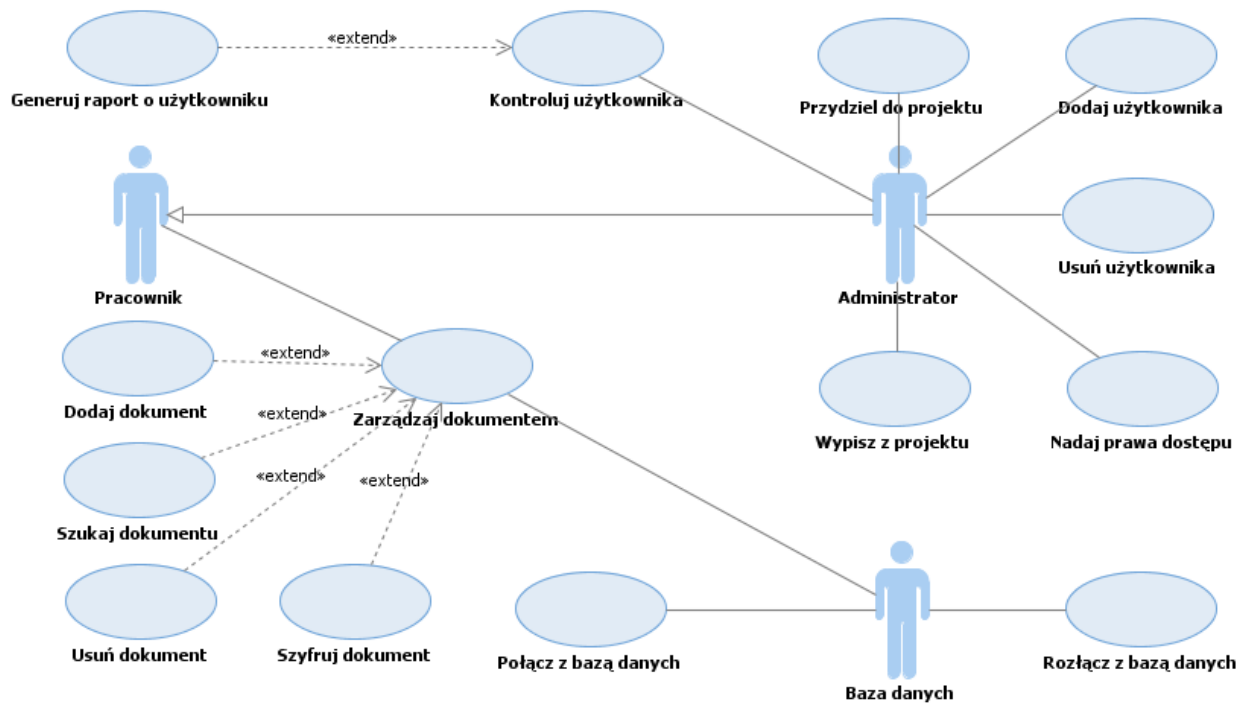 «extend»
Generuj raport o użytkowniku
Kontroluj użytkownika
Przydziel do projektu
Dodaj użytkownika
Pracownik
Administrator
Usuń użytkownika
«extend»
Dodaj dokument
«extend»
Zarządzaj dokumentem
Wypisz z projektu
Nadaj prawa dostępu
«extend»
«extend»
Szukaj dokumentu
Usuń dokument
Szyfruj dokument
Połącz z bazą danych
Rozłącz z bazą danych
Baza danych